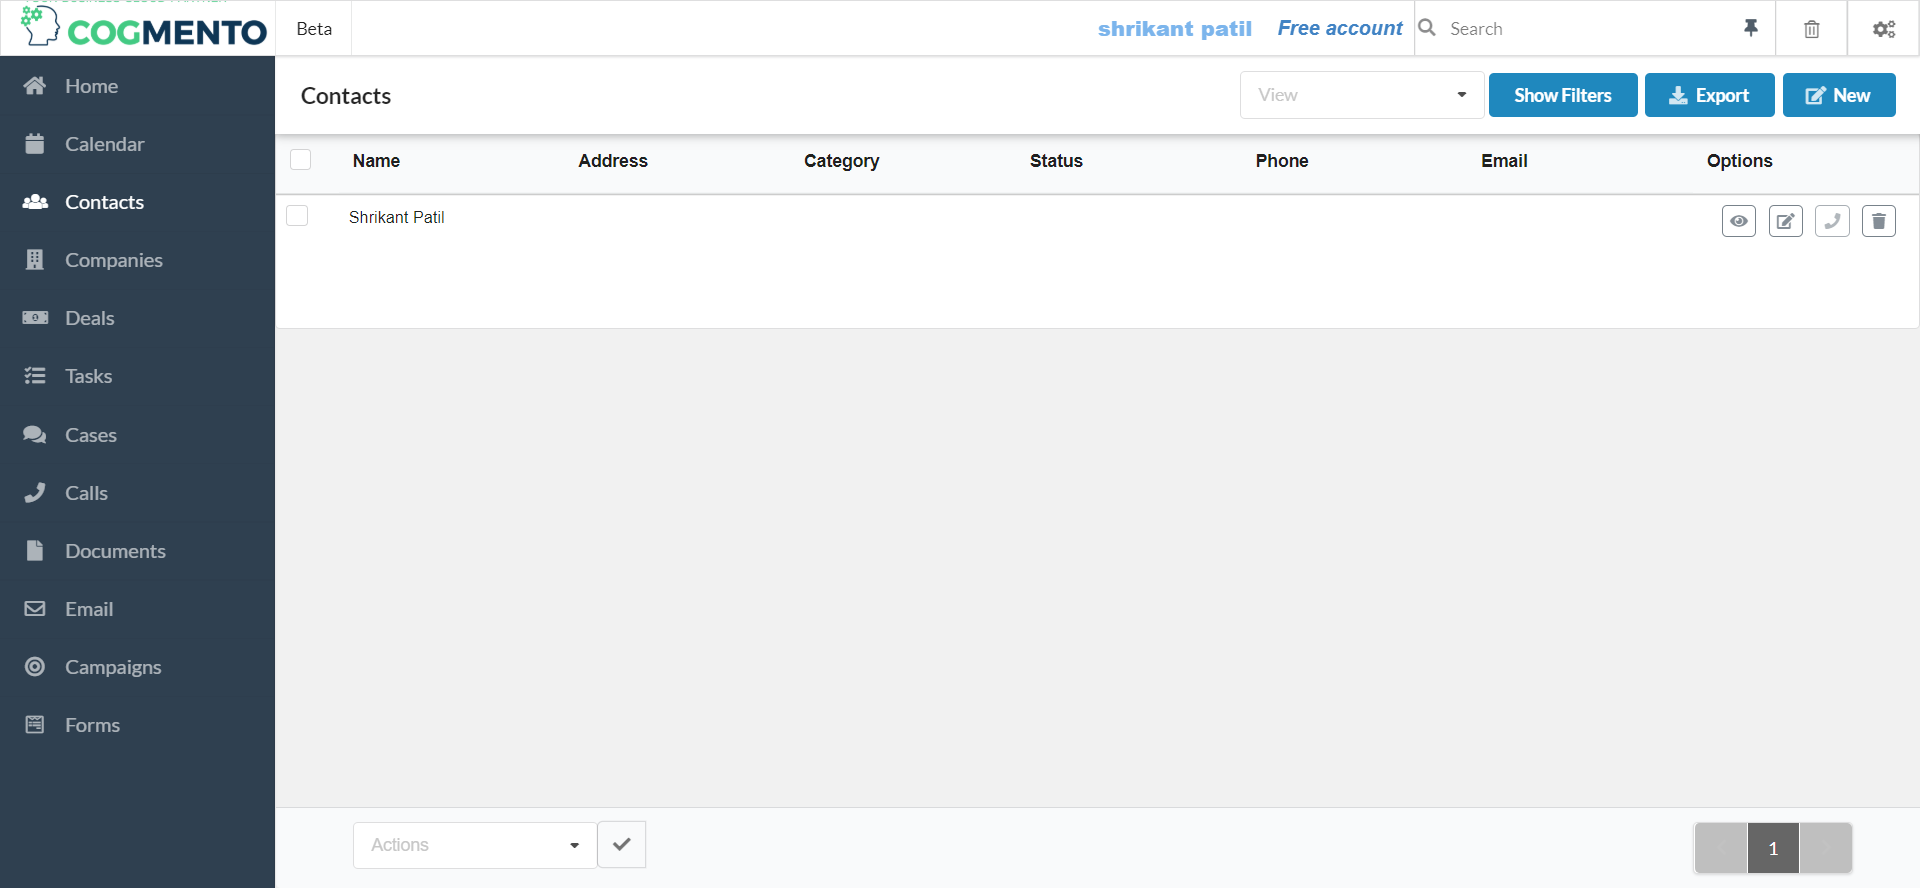 COGMENTO
Beta
shrikant patil
Free account
Search
Home
Calendar
Contacts
Companies
Deals
Tasks
Cases
Calls
Documents
Email
Campaigns
Forms
Contacts
View
Show Filters
Export
New
Name
Address
Category
Status
Phone
Email
Options
Shrikant Patil
Actions
1